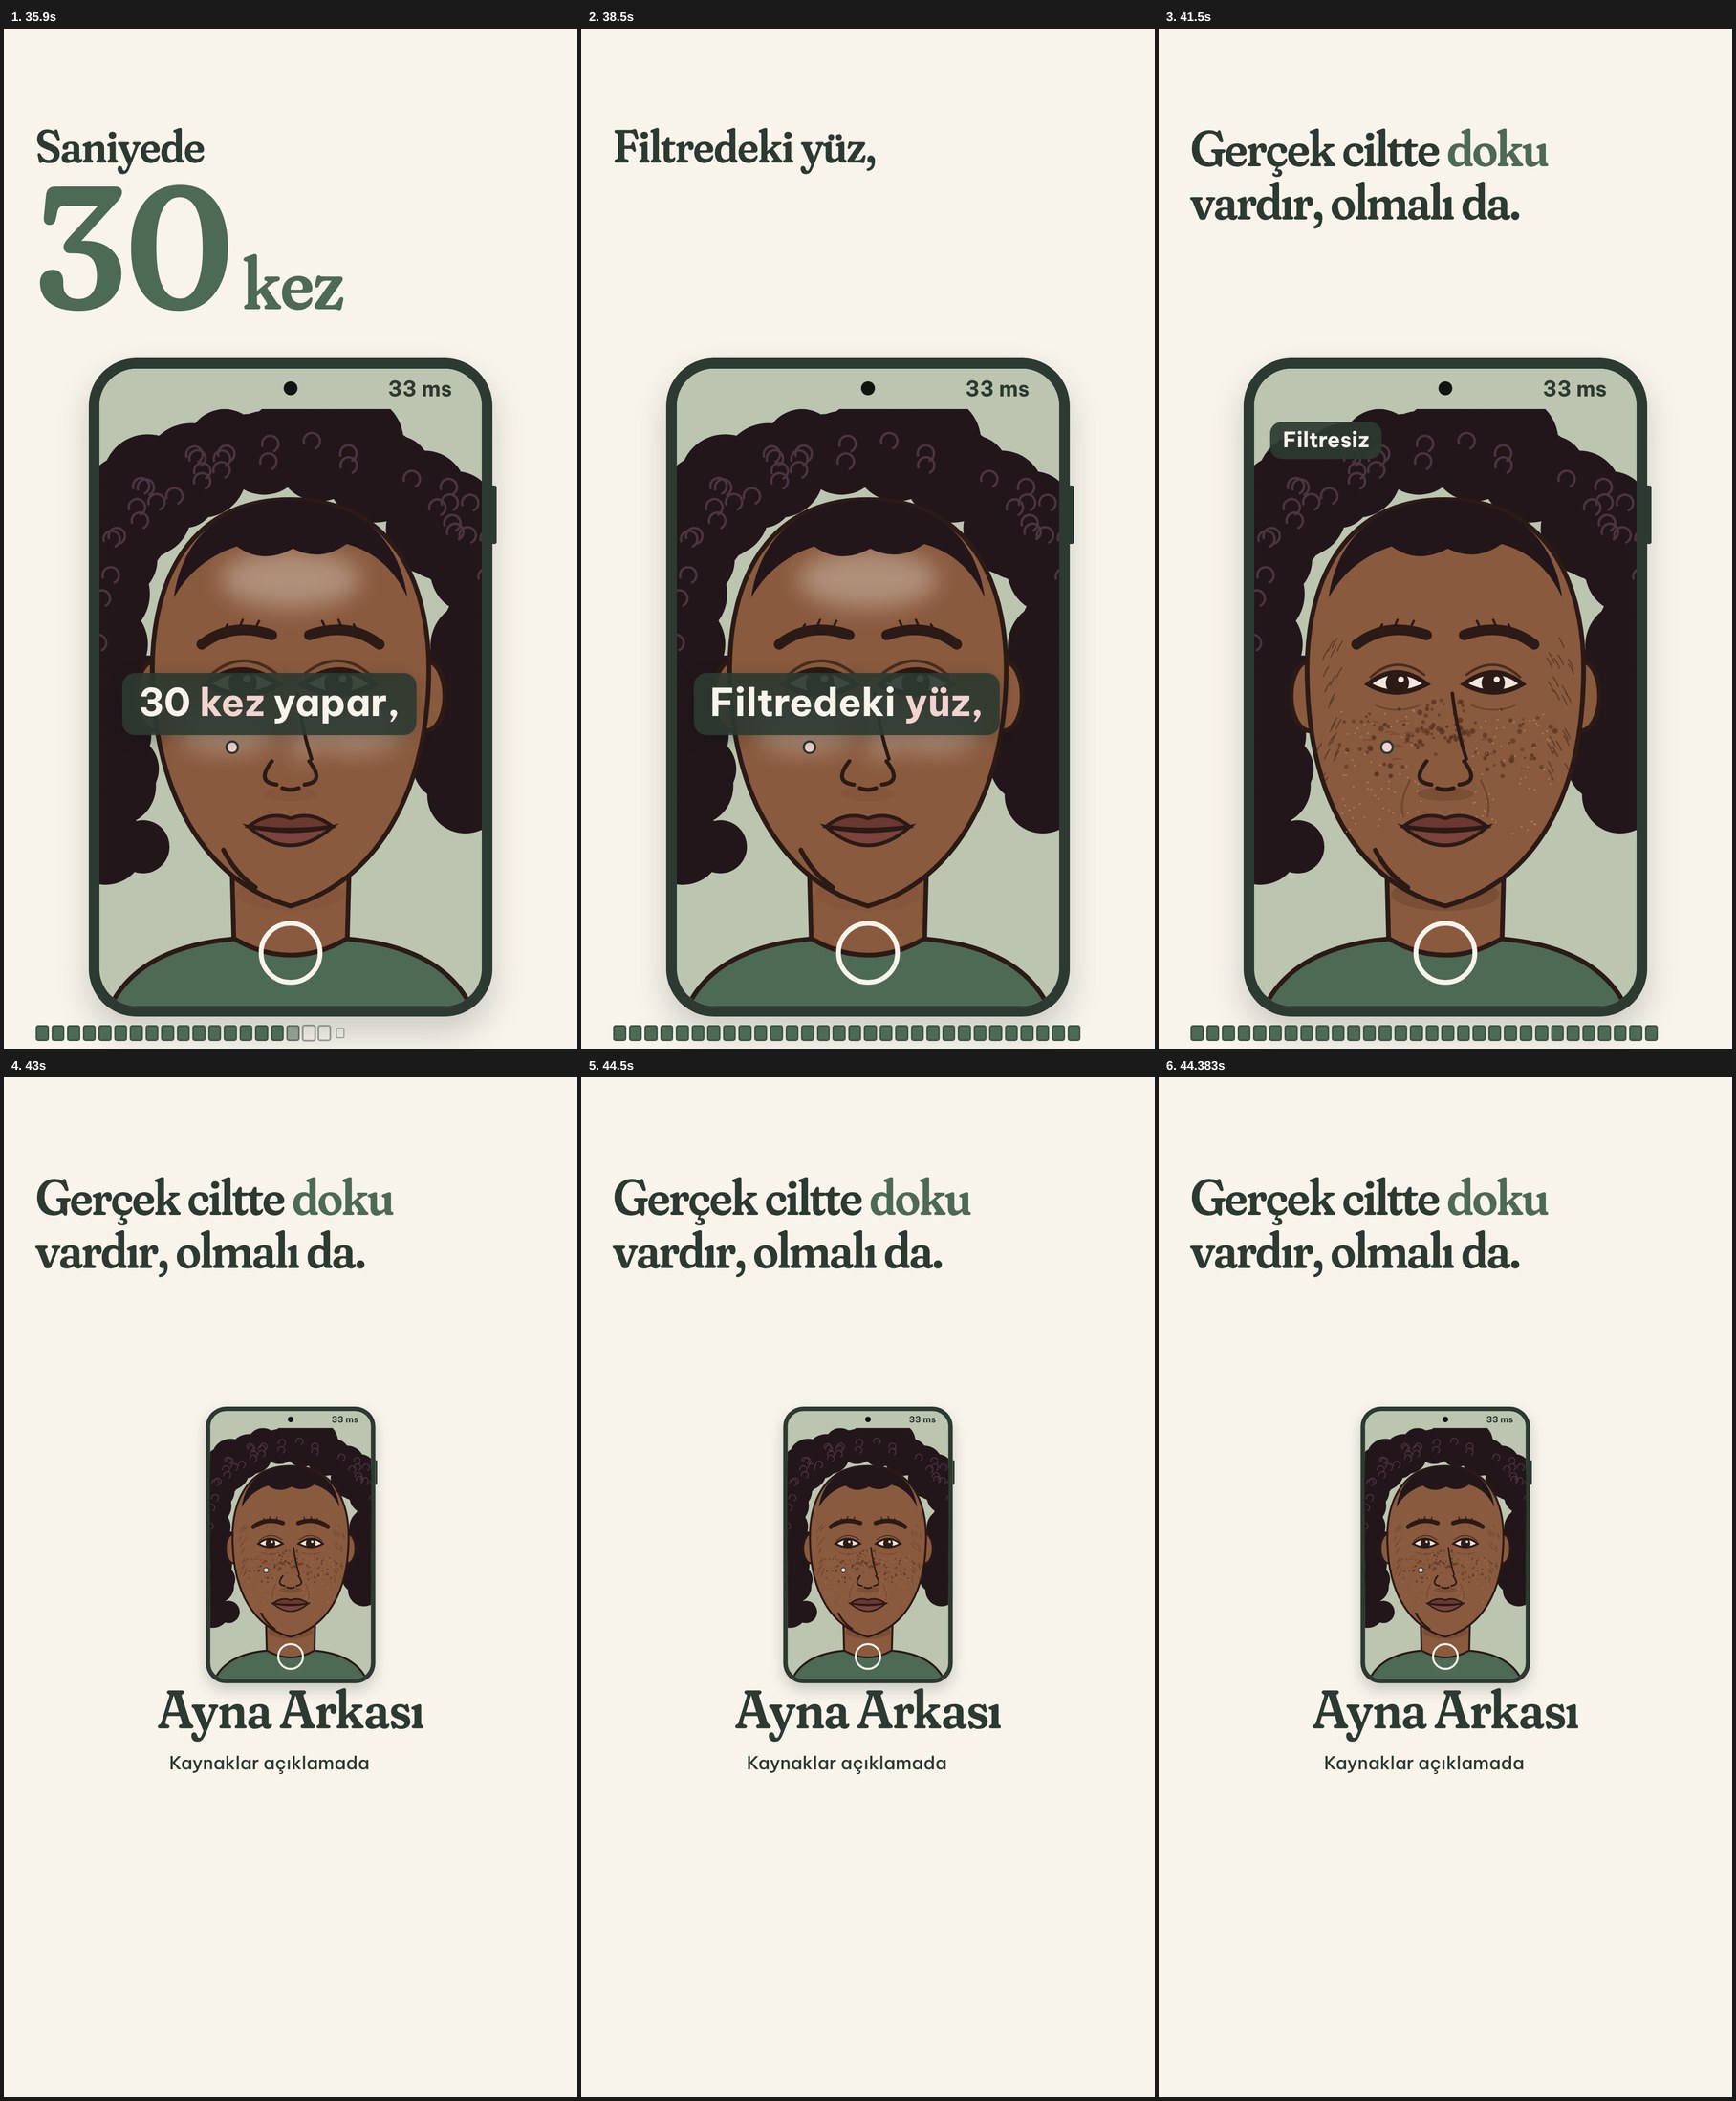 1. 35.9s
Saniyede
30 kez
33 ms
30 kez yapar,
2. 38.5s
Filtredeki yüz,
33 ms
Filtredeki yüz,
3. 41.5s
Gerçek ciltte doku
vardır, olmalı da.
33 ms
Filtresiz
4. 43s
Gerçek ciltte doku
vardır, olmalı da.
33 ms
Ayna Arkası
Kaynaklar açıklamada
5. 44.5s
Gerçek ciltte doku
vardır, olmalı da.
33 ms
Ayna Arkası
Kaynaklar açıklamada
6. 44.383s
Gerçek ciltte doku
vardır, olmalı da.
33 ms
Ayna Arkası
Kaynaklar açıklamada